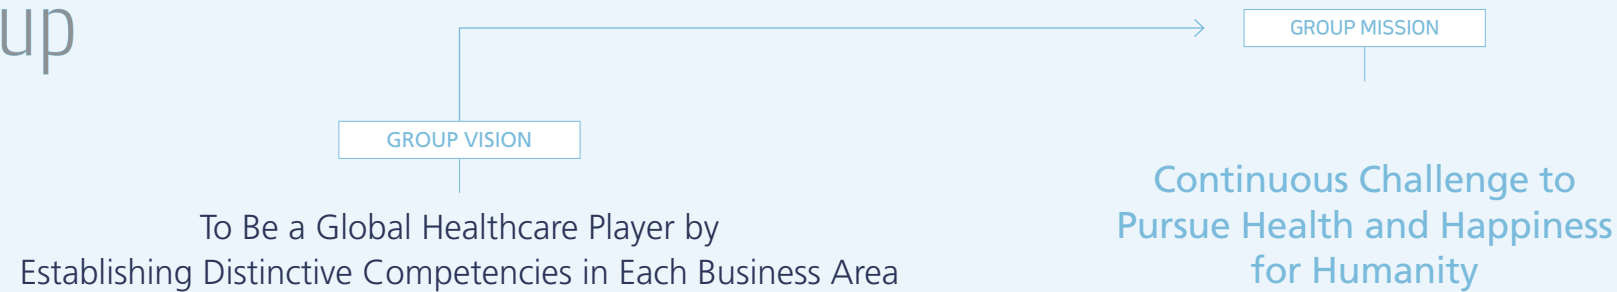 up
GROUP MISSION
GROUP VISION
Continuous Challenge to
Pursue Health and Happiness
for Humanity
To Be a Global Healthcare Player by
Establishing Distinctive Competencies in Each Business Area